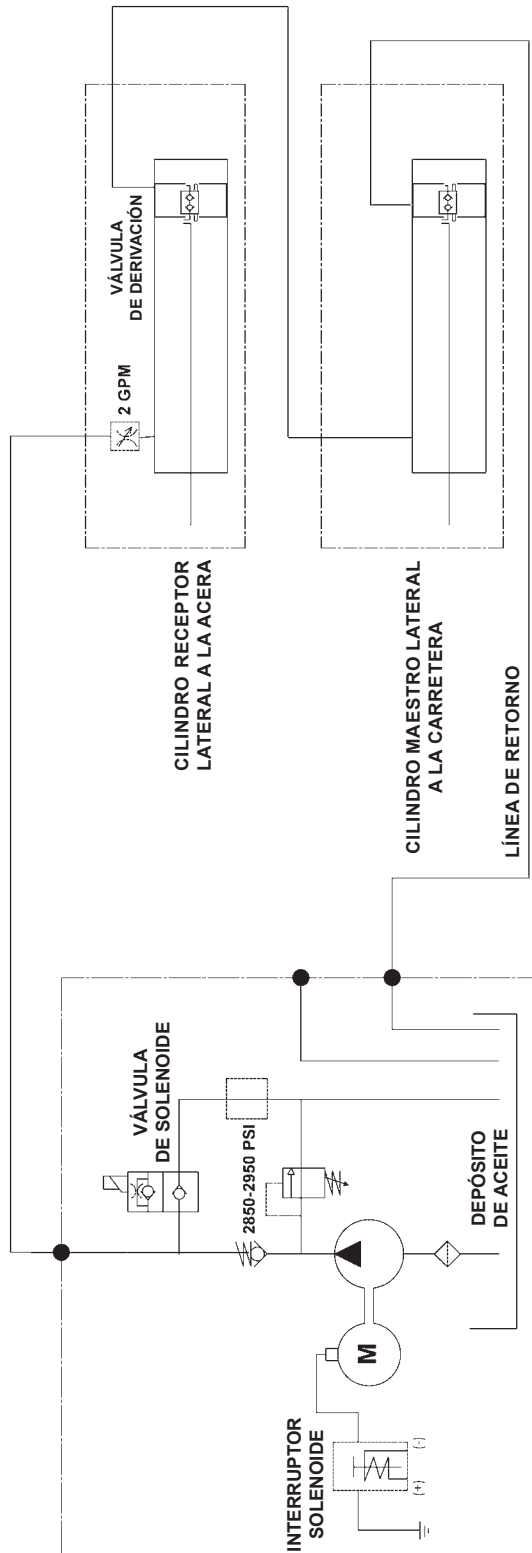 VÁLVULA
DE DERIVACIÓN
2 GPM
CILINDRO RECEPTOR
LATERAL A LA ACERA
CILINDRO MAESTRO LATERAL
A LA CARRETERA
LÍNEA DE RETORNO
VÁLVULA
DE SOLENOIDE
2850-2950 PSI
DEPÓSITO
DE ACEITE
M
INTERRUPTOR
SOLENOIDE
(+)
(-)